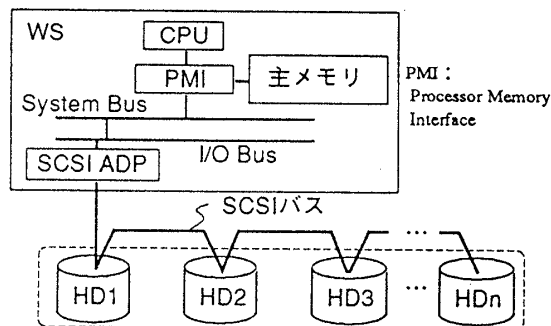 WS
CPU
PMI
主メモリ
PMI：
Processor Memory
Interface
System Bus
I/O Bus
SCSI ADP
SCSIバス
...
HD1
HD2
HD3
...
HDn